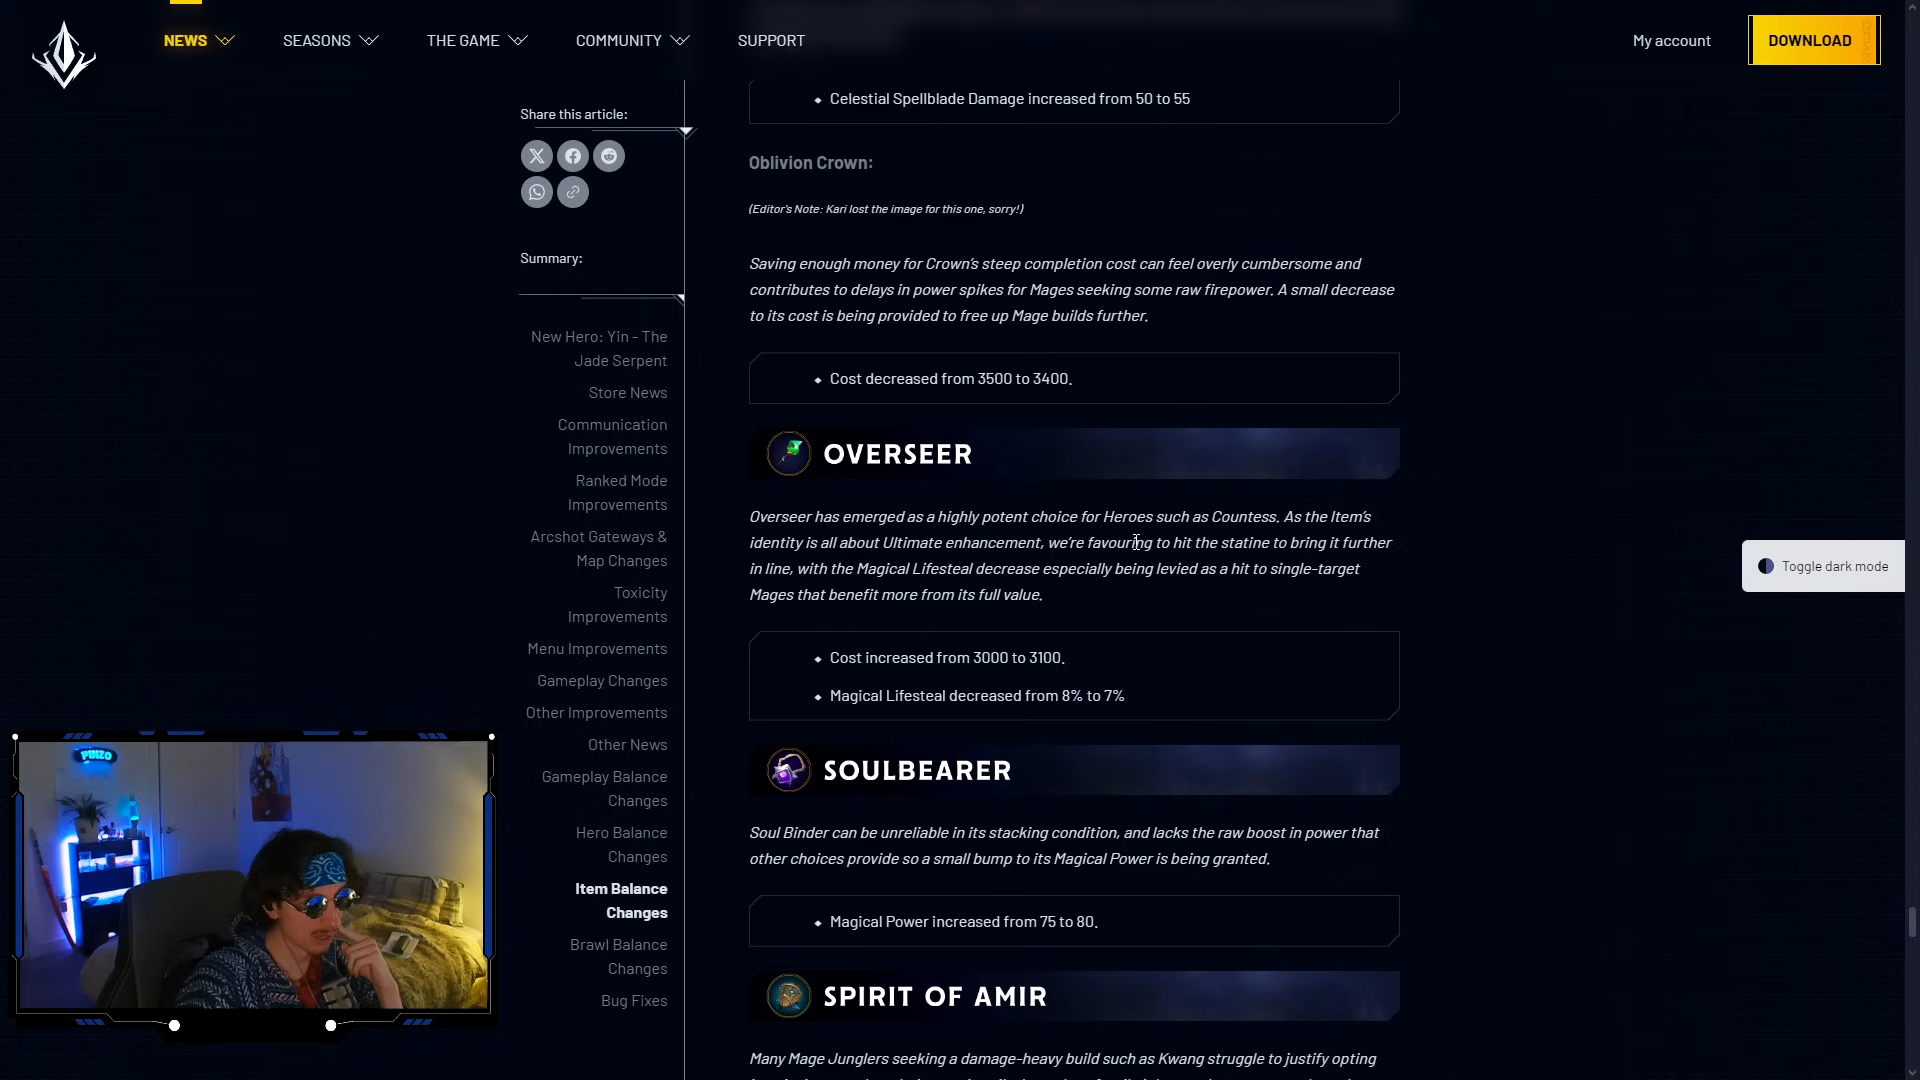 NEWS
SEASONS
THE GAME
COMMUNITY
SUPPORT
My account
DOWNLOAD
Share this article:
Summary:
New Hero: Yin - The
Jade Serpent
Store News
Communication
Improvements
Ranked Mode
Improvements
Arcshot Gateways &
Map Changes
Toxicity
Improvements
Menu Improvements
Gameplay Changes
Other Improvements
Other News
Gameplay Balance
Changes
Hero Balance
Changes
Item Balance
Changes
Brawl Balance
Changes
Bug Fixes
Celestial Spellblade Damage increased from 50 to 55
Oblivion Crown:
(Editor's Note: Kari lost the image for this one, sorry!)
Saving enough money for Crown's steep completion cost can feel overly cumbersome and
contributes to delays in power spikes for Mages seeking some raw firepower. A small decrease
to its cost is being provided to free up Mage builds further.
Cost decreased from 3500 to 3400.
OVERSEER
Overseer has emerged as a highly potent choice for Heroes such as Countess. As the Item's
identity is all about Ultimate enhancement, we're favouring to hit the statine to bring it further
in line, with the Magical Lifesteal decrease especially being levied as a hit to single-target
Mages that benefit more from its full value.
Cost increased from 3000 to 3100.
Magical Lifesteal decreased from 8% to 7%
SOULBEARER
Soul Binder can be unreliable in its stacking condition, and lacks the raw boost in power that
other choices provide so a small bump to its Magical Power is being granted.
Magical Power increased from 75 to 80.
SPIRIT OF AMIR
Many Mage Junglers seeking a damage-heavy build such as Kwang struggle to justify opting
Toggle dark mode
PINZO